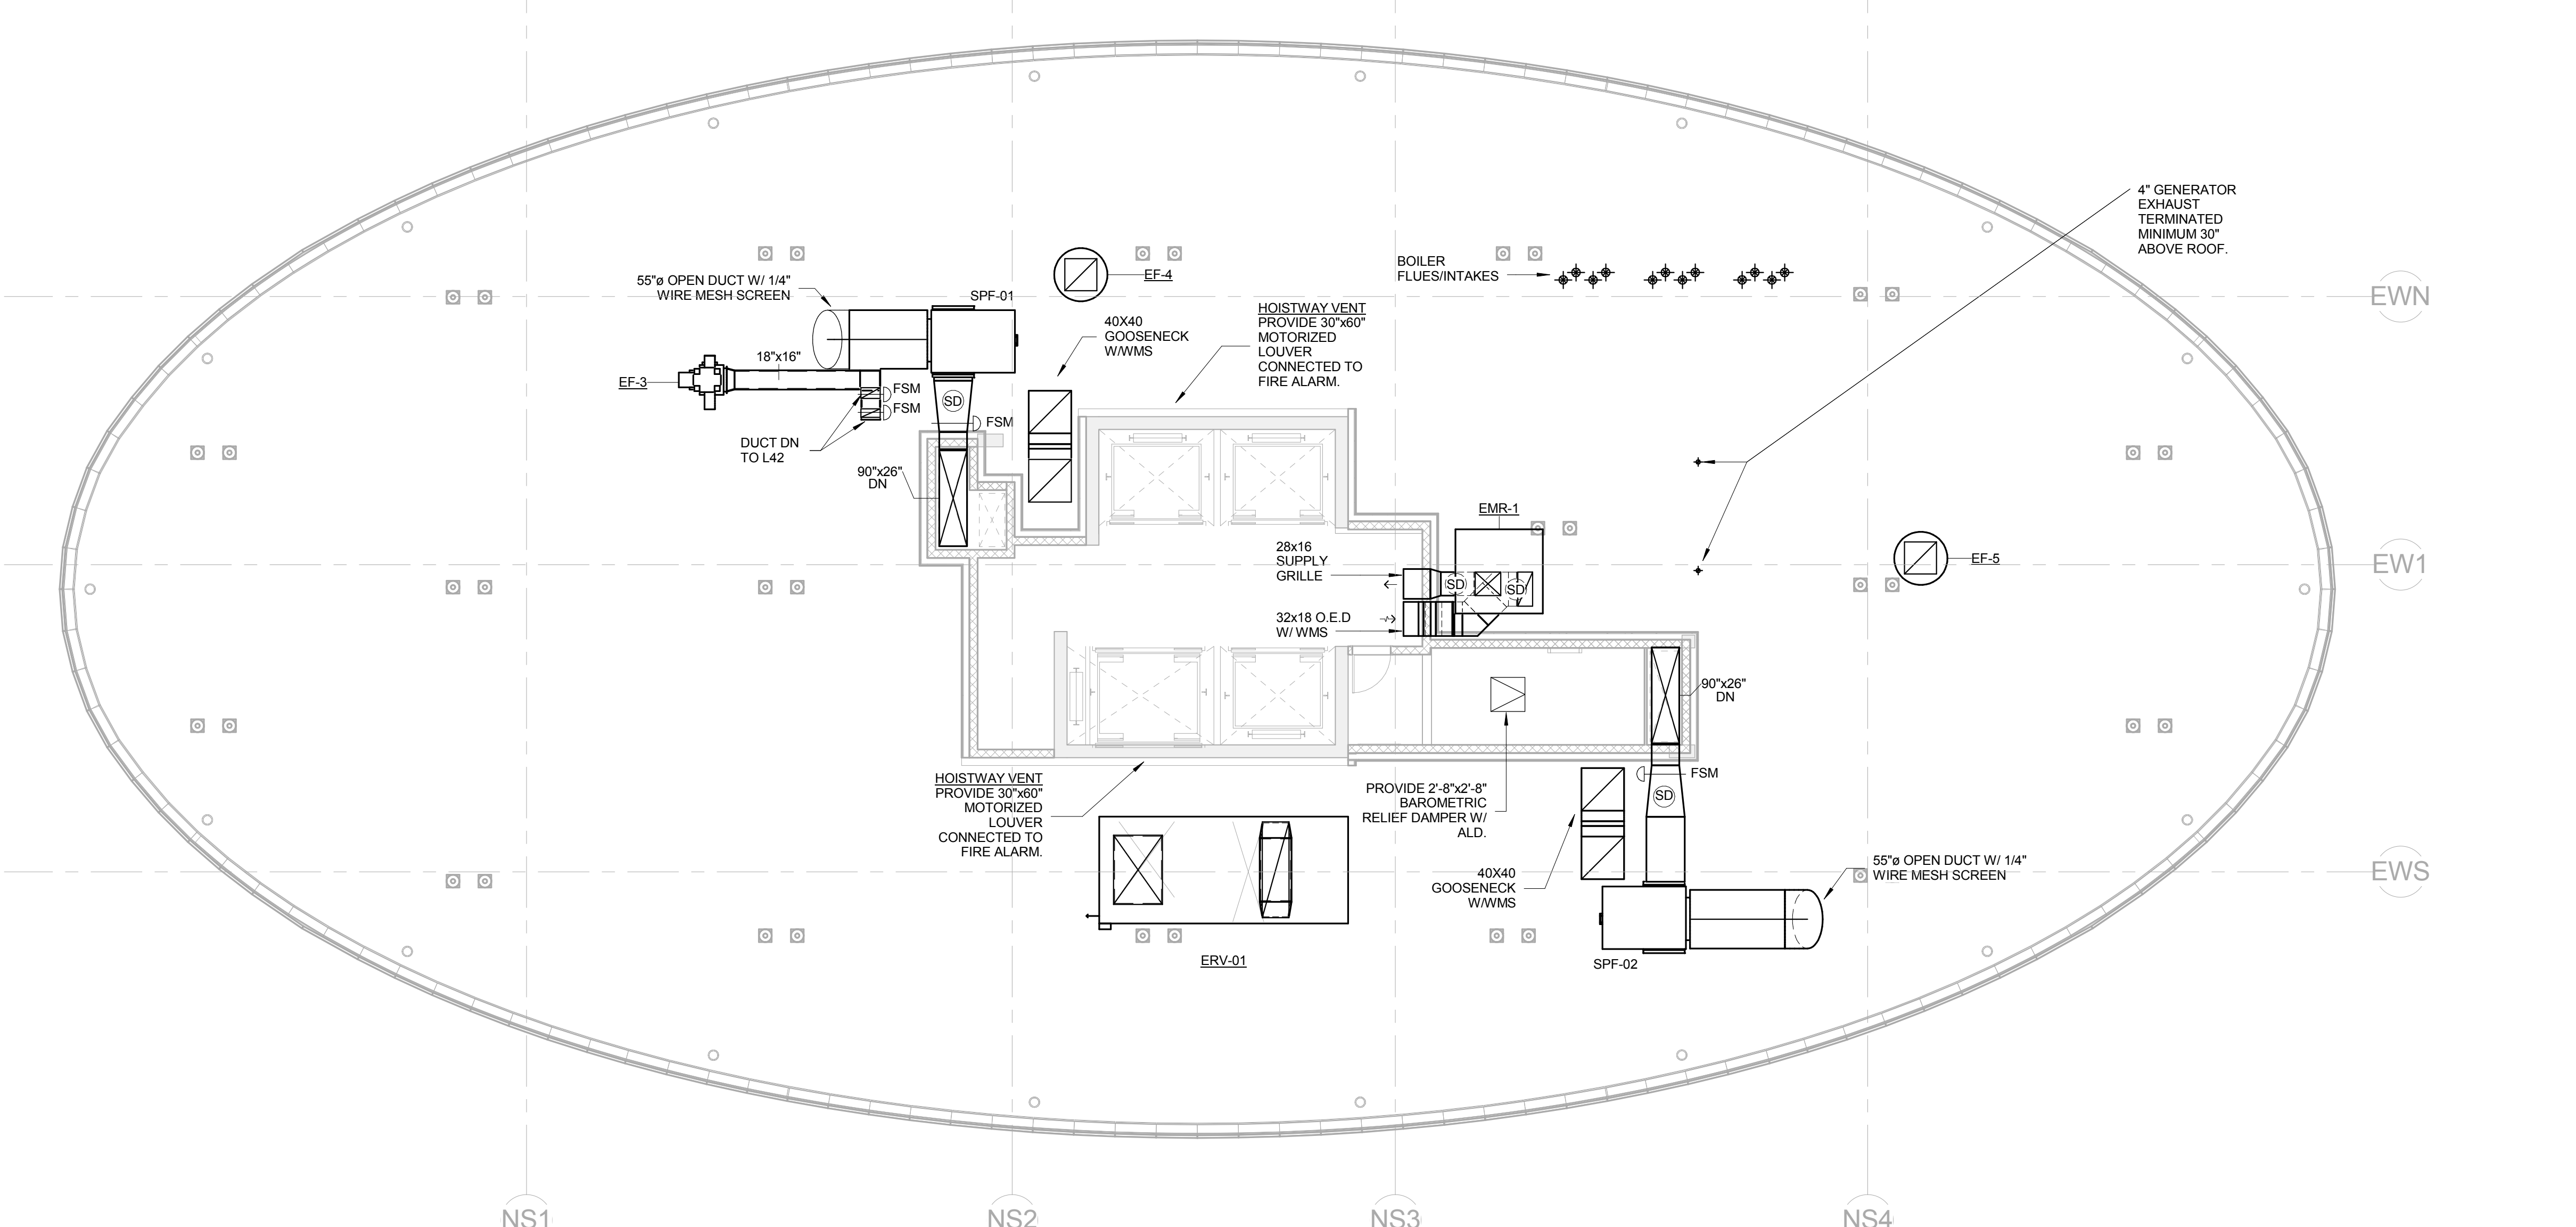 4" GENERATOR
EXHAUST
TERMINATED
MINIMUM 30"
ABOVE ROOF.
BOILER
FLUES/INTAKES
EF-4
55"ø OPEN DUCT W/ 1/4"
WIRE MESH SCREEN
SPF-01
EWN
40X40
GOOSENECK
W/WMS
HOISTWAY VENT
PROVIDE 30"x60"
MOTORIZED
LOUVER
CONNECTED TO
FIRE ALARM.
18"x16"
EF-3
FSM
FSM
SD
FSM
DUCT DN
TO L42
90"x26"
DN
EMR-1
28x16
SUPPLY
GRILLE
SD
SD
EF-5
EW1
32x18 O.E.D
W/ WMS
90"x26"
DN
HOISTWAY VENT
PROVIDE 30"x60"
MOTORIZED
LOUVER
CONNECTED TO
FIRE ALARM.
PROVIDE 2'-8"x2'-8"
BAROMETRIC
RELIEF DAMPER W/
ALD.
FSM
SD
40X40
GOOSENECK
W/WMS
55"ø OPEN DUCT W/ 1/4"
WIRE MESH SCREEN
EWS
ERV-01
SPF-02
NS1
NS2
NS3
NS4